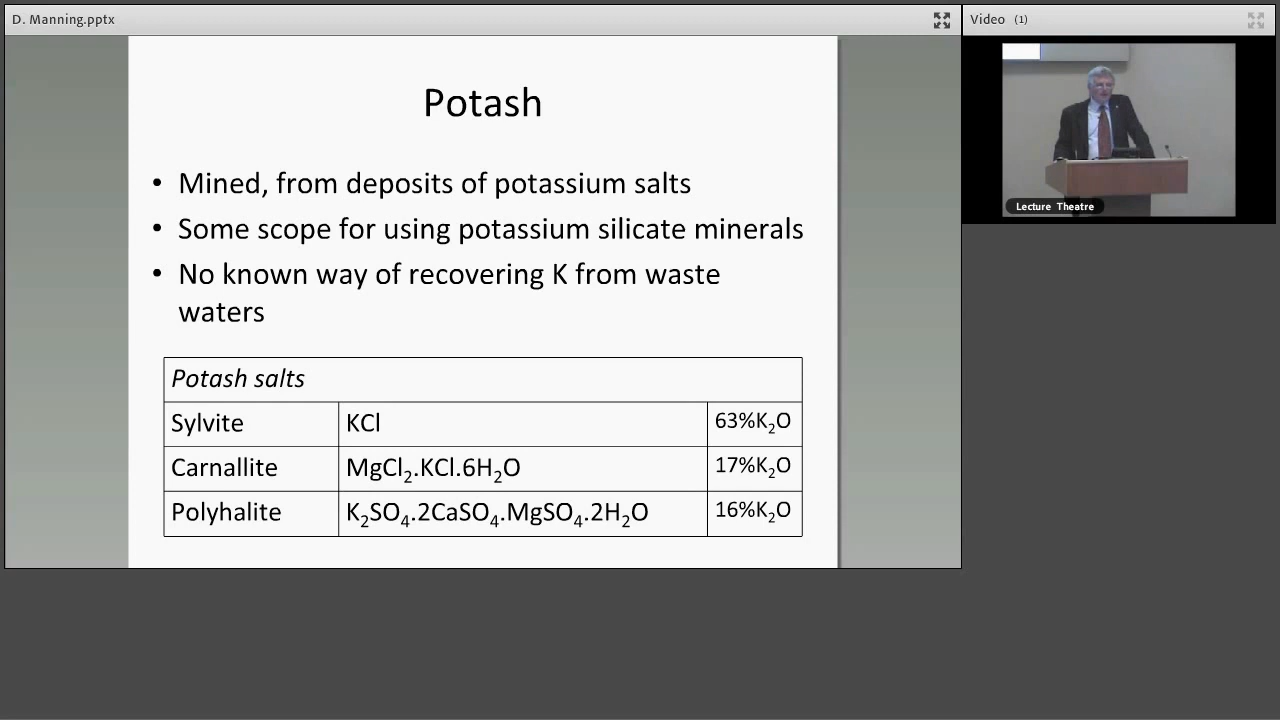 D. Manning.pptx
Video (1)
Potash
• Mined, from deposits of potassium salts
• Some scope for using potassium silicate minerals
• No known way of recovering K from waste
waters
Potash salts
Sylvite KCl 63%K₂O
Carnallite MgCl₂.KCl.6H₂O 17%K₂O
Polyhalite K₂SO₄.2CaSO₄.MgSO₄.2H₂O 16%K₂O
Lecture Theatre